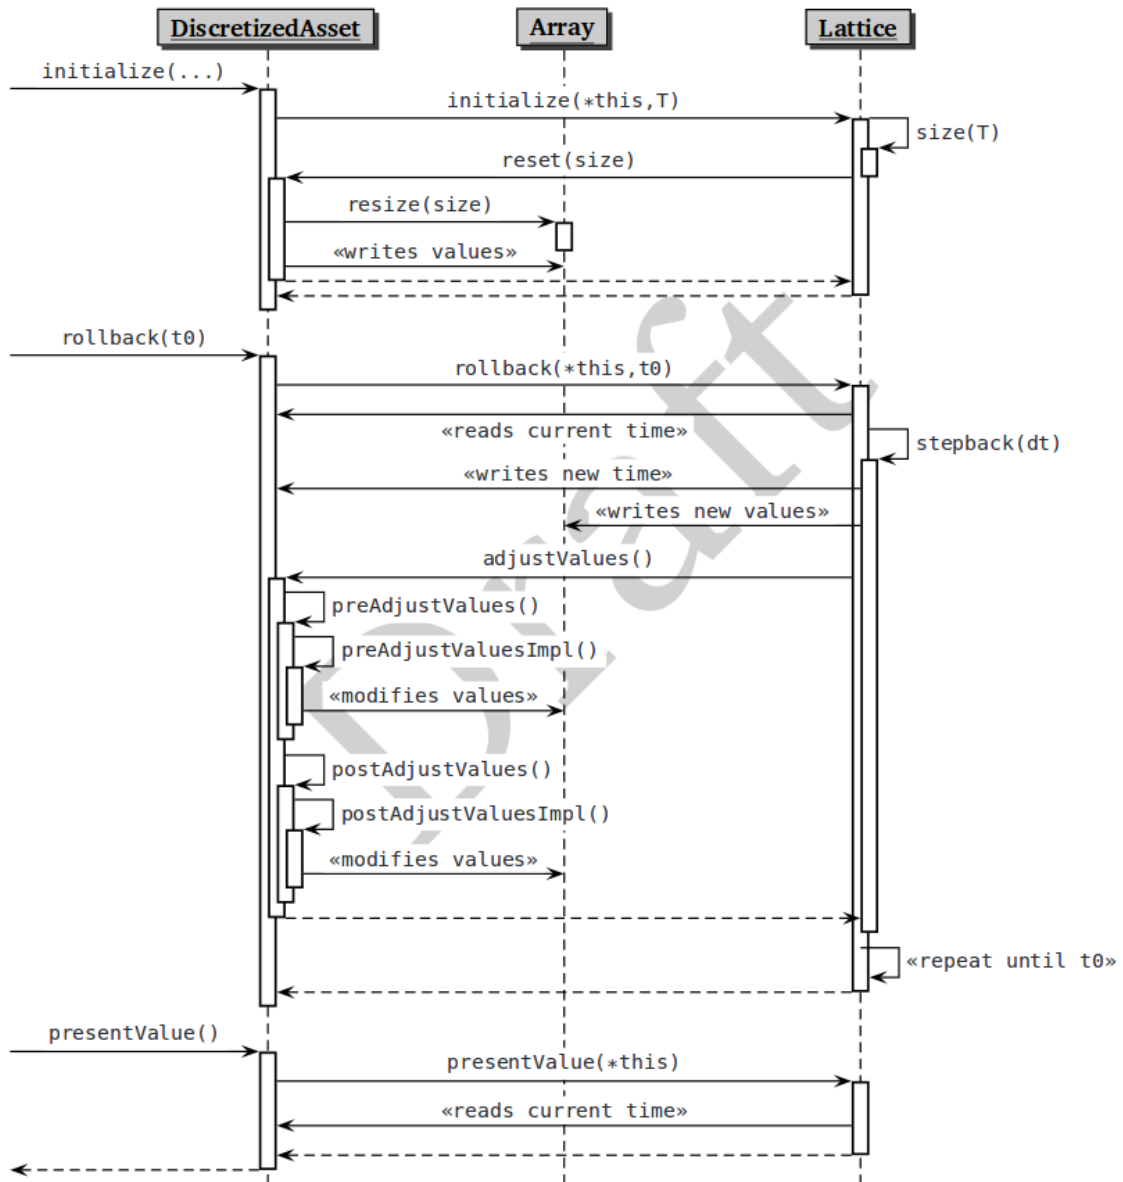 DiscretizedAsset
Array
Lattice
initialize(...)
initialize(*this,T)
size(T)
reset(size)
resize(size)
«writes values»
rollback(t0)
rollback(*this,t0)
«reads current time»
stepback(dt)
«writes new time»
«writes new values»
adjustValues()
preAdjustValues()
preAdjustValuesImpl()
«modifies values»
postAdjustValues()
postAdjustValuesImpl()
«modifies values»
«repeat until t0»
presentValue()
presentValue(*this)
«reads current time»
Draft